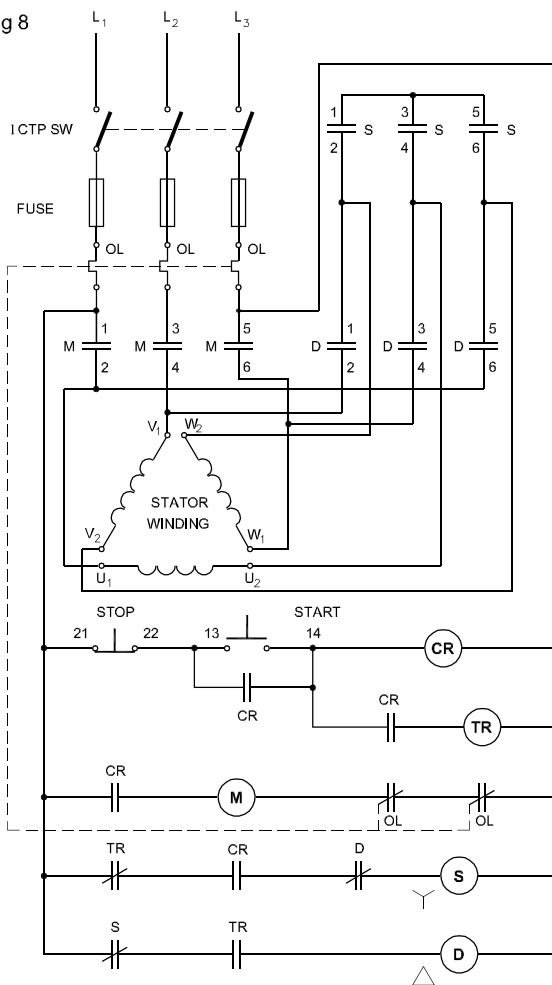 g 8
L1 L2 L3
I CTP SW
1 S 3 S 5 S
2 4 6
FUSE
OL OL OL
1 3 5 1 3 5
M M M D D D
2 4 6 2 4 6
V1 W2
STATOR
WINDING
V2 W1
U1 U2
STOP START
21 22 13 14 CR
CR CR
TR
CR
M
OL OL
TR CR D
S
S TR
D